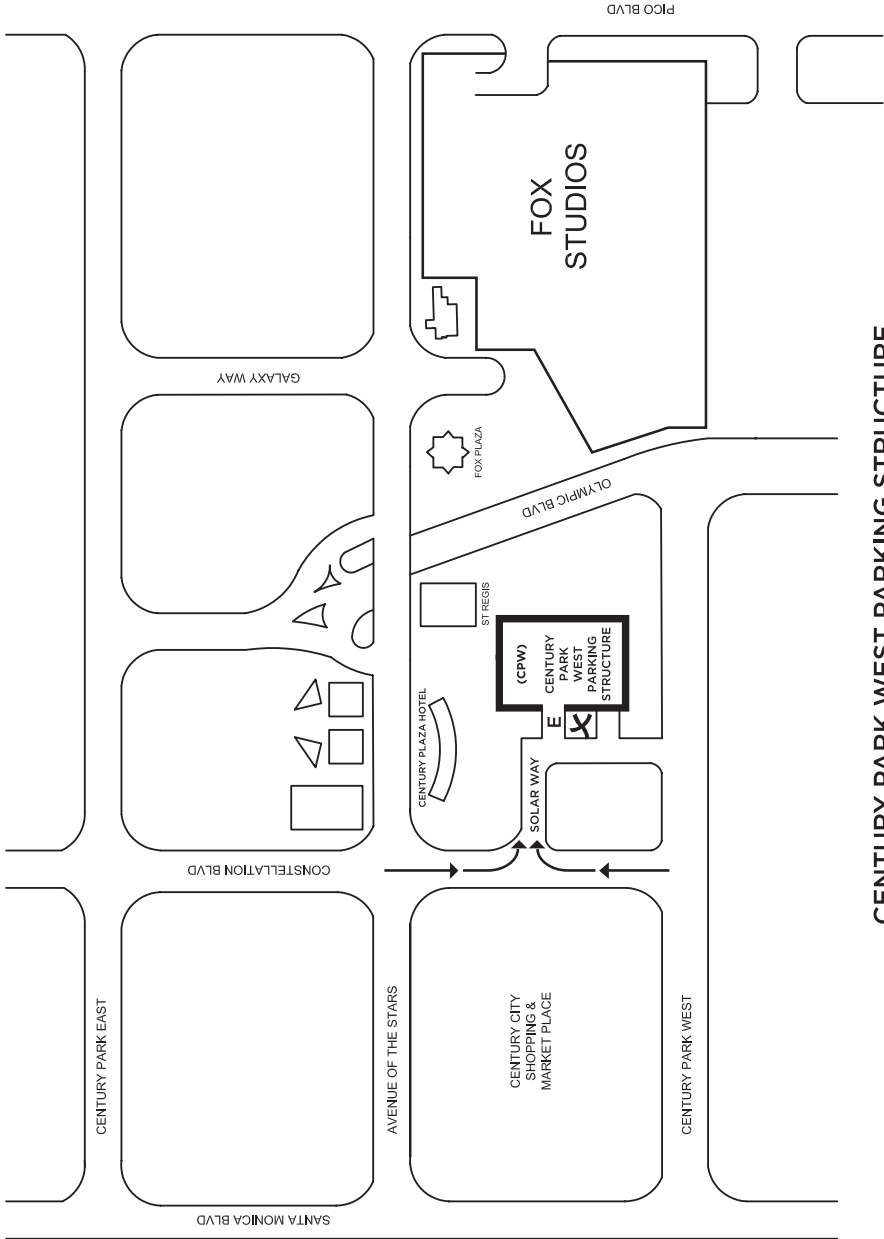 PICO BLVD
FOX
STUDIOS
GALAXY WAY
FOX PLAZA
OLYMPIC BLVD
ST REGIS
(CPW)
CENTURY
PARK
WEST
PARKING
STRUCTURE
E
CENTURY PLAZA HOTEL
SOLAR WAY
CONSTELLATION BLVD
CENTURY PARK EAST
AVENUE OF THE STARS
CENTURY CITY
SHOPPING &
MARKET PLACE
CENTURY PARK WEST
SANTA MONICA BLVD
CENTURY PARK WEST PARKING STRUCTURE